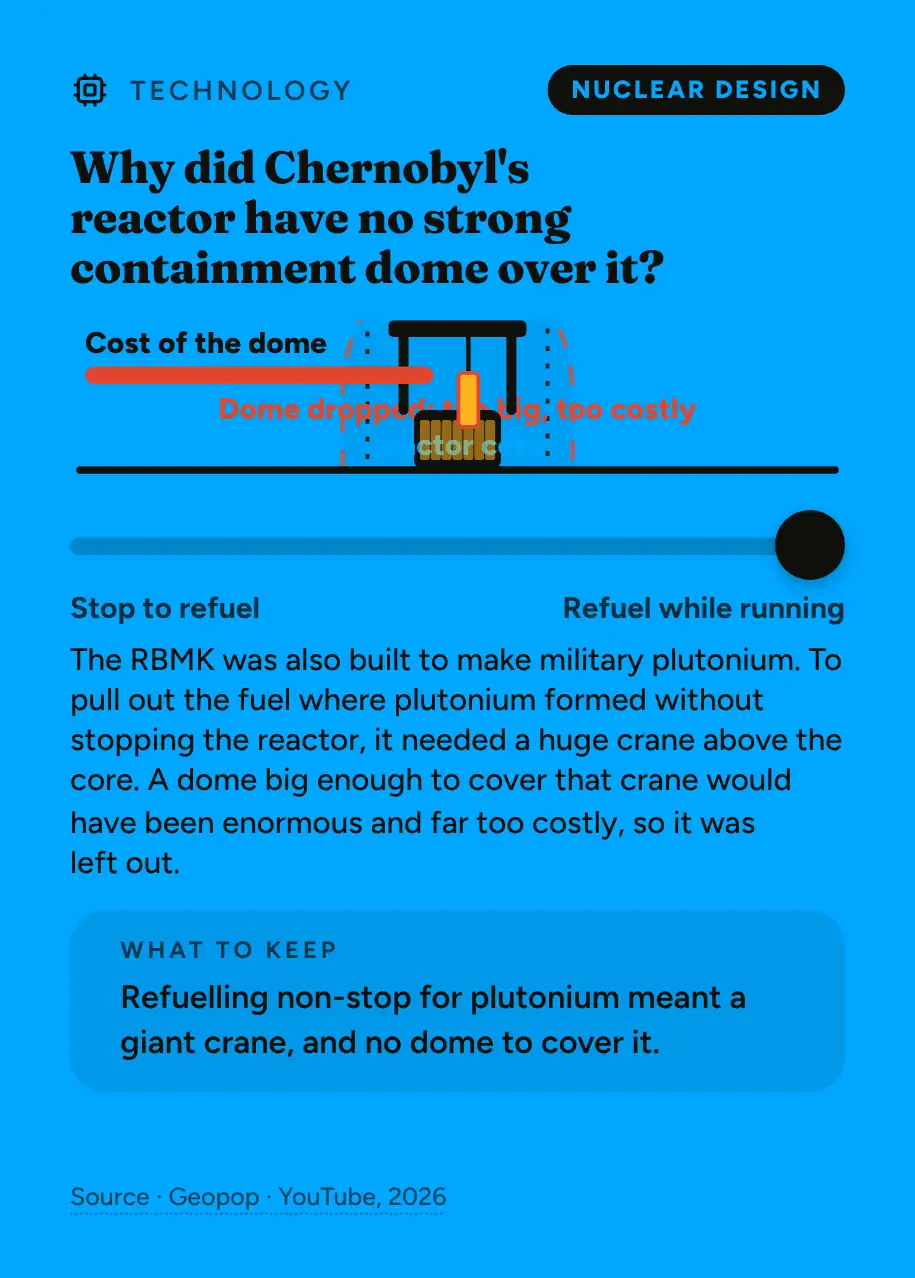 TECHNOLOGY
NUCLEAR DESIGN
Why did Chernobyl's
reactor have no strong
containment dome over it?
Cost of the dome
Dome dropped: big, too costly
Stop to refuel
Refuel while running
The RBMK was also built to make military plutonium. To
pull out the fuel where plutonium formed without
stopping the reactor, it needed a huge crane above the
core. A dome big enough to cover that crane would
have been enormous and far too costly, so it was
left out.
WHAT TO KEEP
Refuelling non-stop for plutonium meant a
giant crane, and no dome to cover it.
Source · Geopop · YouTube, 2026